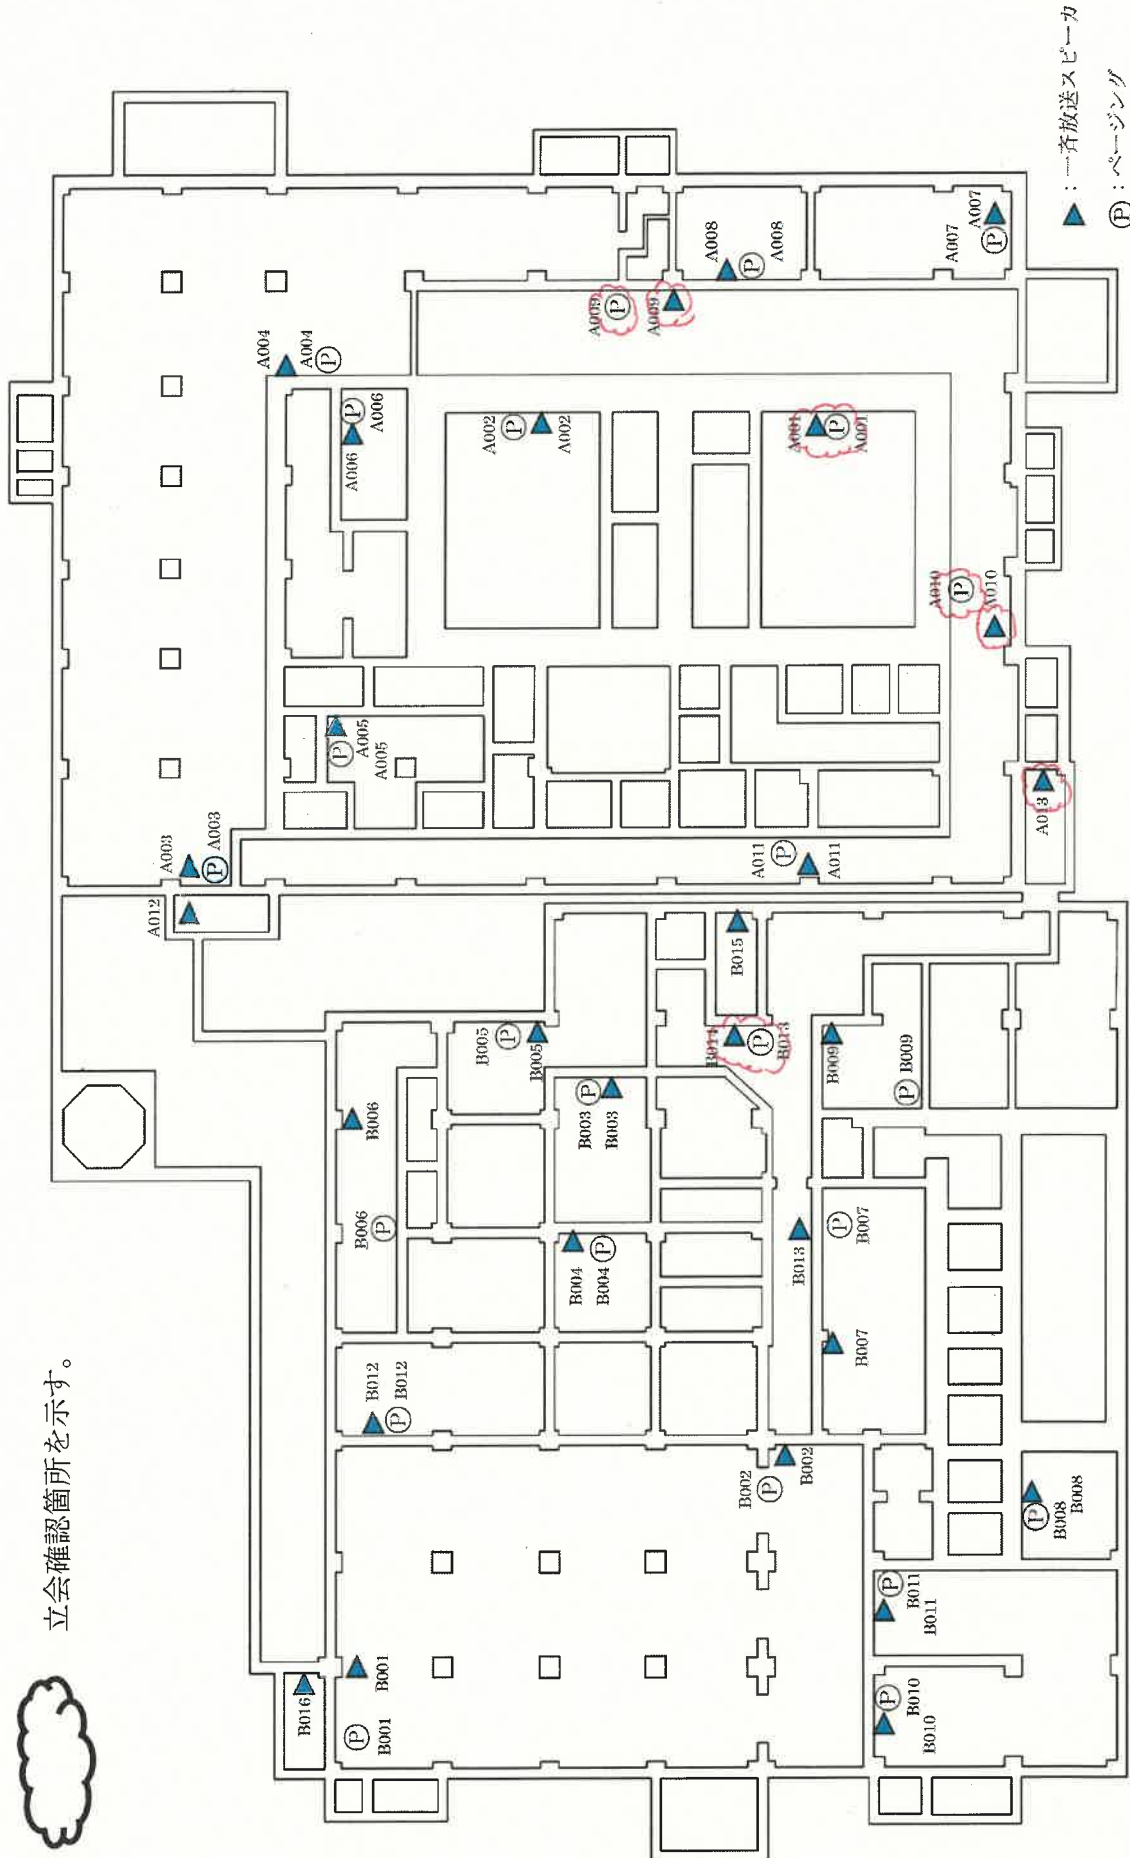 立会確認箇所を示す。
A012
A003
Ⓟ
A003
A004
A004
Ⓟ
B016
Ⓟ
B001
B001
B012
Ⓟ
B012
B006
Ⓟ
B006
Ⓟ
A005
A005
A006
Ⓟ
A006
B005
Ⓟ
B005
A002
Ⓟ
A002
B004
Ⓟ
B004
B003
Ⓟ
B003
A009
Ⓟ
A009
A008
Ⓟ
A008
B014
Ⓟ
B013
B015
B002
Ⓟ
B002
B013
A011
Ⓟ
A011
A001
Ⓟ
A001
B007
Ⓟ
B007
B009
Ⓟ
B009
Ⓟ
B010
B010
Ⓟ
B011
B011
A010
Ⓟ
A010
A007
Ⓟ
A007
Ⓟ
B008
B008
A013
▲:一斉放送スピーカ
Ⓟ:ページング